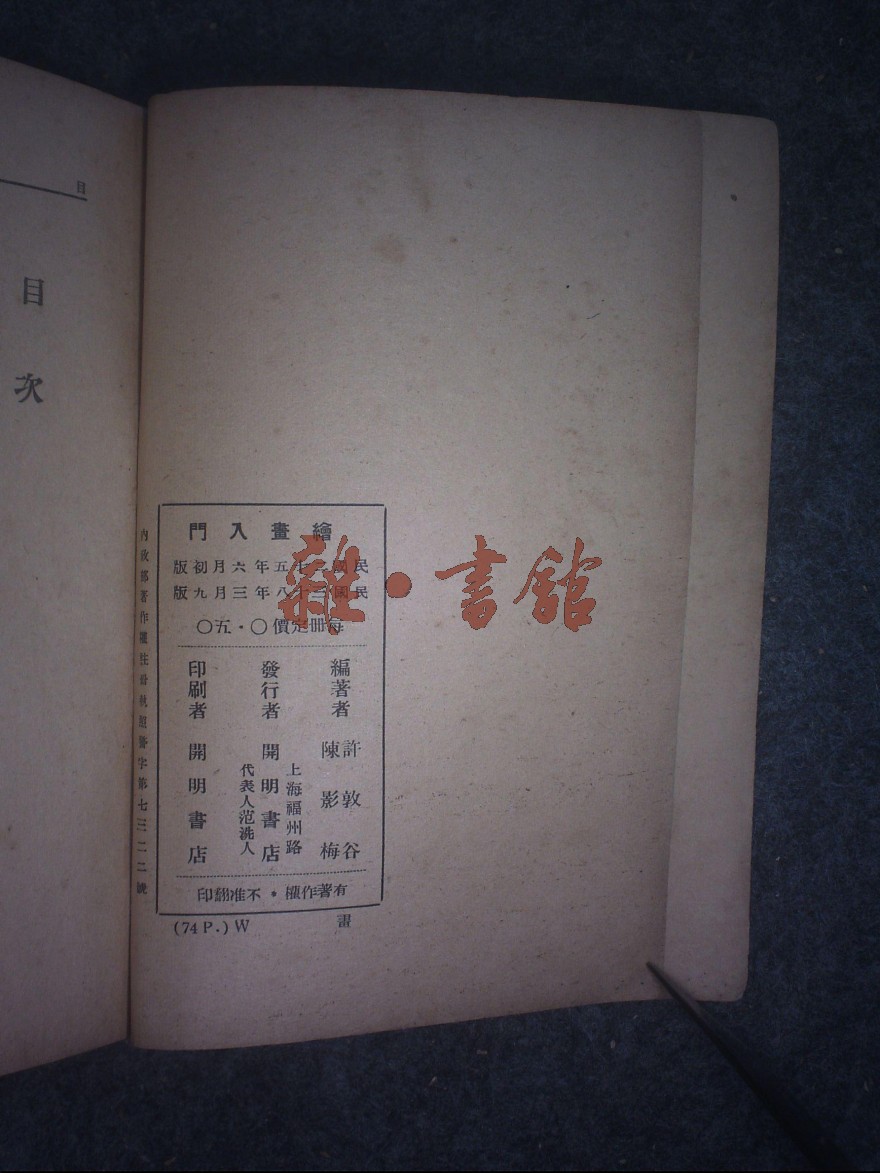 目
目次
繪畫入門
民國二十五年六月初版
民國三十八年三月九版
每冊定價〇・五〇
編著者 許敦谷 陳影梅
發行者 開明書店
上海福州路
代表人范洗人
印刷者 開明書店
有著作權・不准翻印
畫
(74 P.) W
內政部著作權註冊執照警字第七三二二號
雜・書館